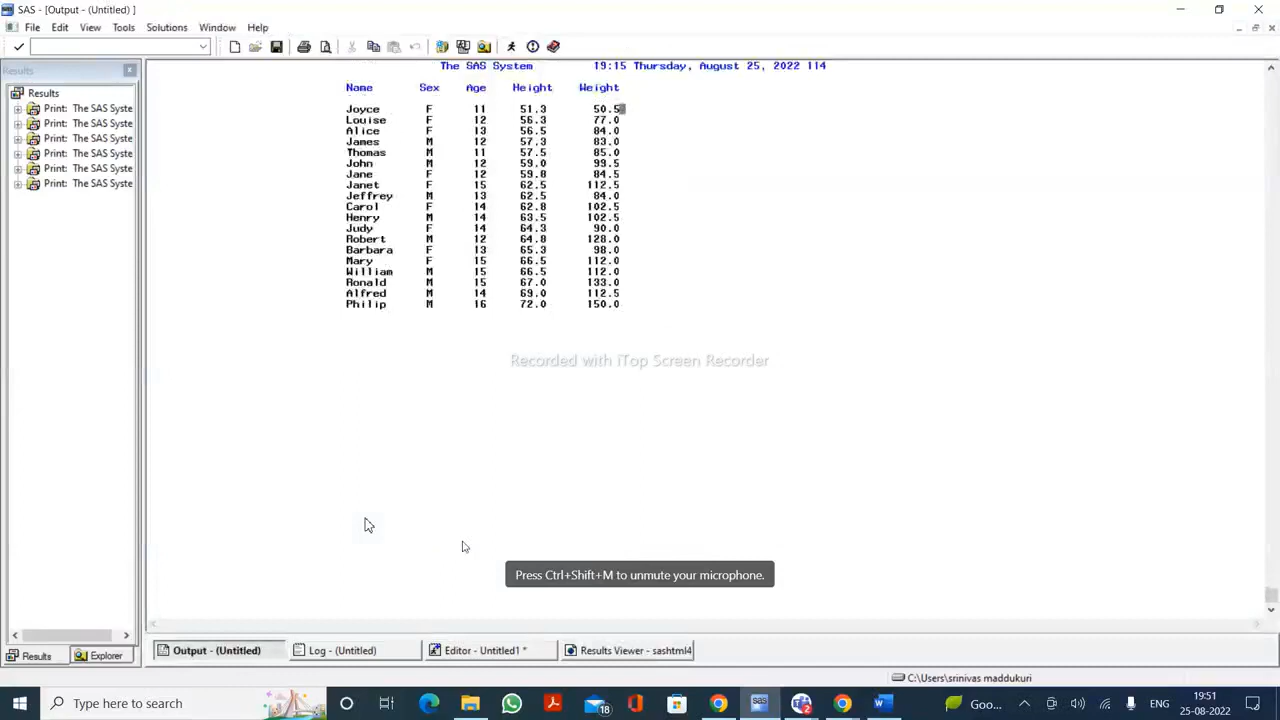 SAS - [Output - (Untitled) ]
File Edit View Tools Solutions Window Help
Results
The SAS System 19:15 Thursday, August 25, 2022 114
Results
Print: The SAS Syste
Print: The SAS Syste
Print: The SAS Syste
Print: The SAS Syste
Print: The SAS Syste
Print: The SAS Syste
Name Sex Age Height Weight
Joyce F 11 51.3 50.5
Louise F 12 56.3 77.0
Alice F 13 56.5 84.0
James M 12 57.3 83.0
Thomas M 11 57.5 85.0
John M 12 59.0 99.5
Jane F 12 59.8 84.5
Janet F 15 62.5 112.5
Jeffrey M 13 62.5 84.0
Carol F 14 62.8 102.5
Henry M 14 63.5 102.5
Judy F 14 64.3 90.0
Robert M 12 64.8 128.0
Barbara F 13 65.3 98.0
Mary F 15 66.5 112.0
William M 15 66.5 112.0
Ronald M 15 67.0 133.0
Alfred M 14 69.0 112.5
Philip M 16 72.0 150.0
Recorded with iTop Screen Recorder
Press Ctrl+Shift+M to unmute your microphone.
Results Explorer
Output - (Untitled) Log - (Untitled) Editor - Untitled1 * Results Viewer - sashtml4
C:\Users\srinivas maddukuri
Type here to search
18
sas
2
Goo...
ENG
19:51
25-08-2022